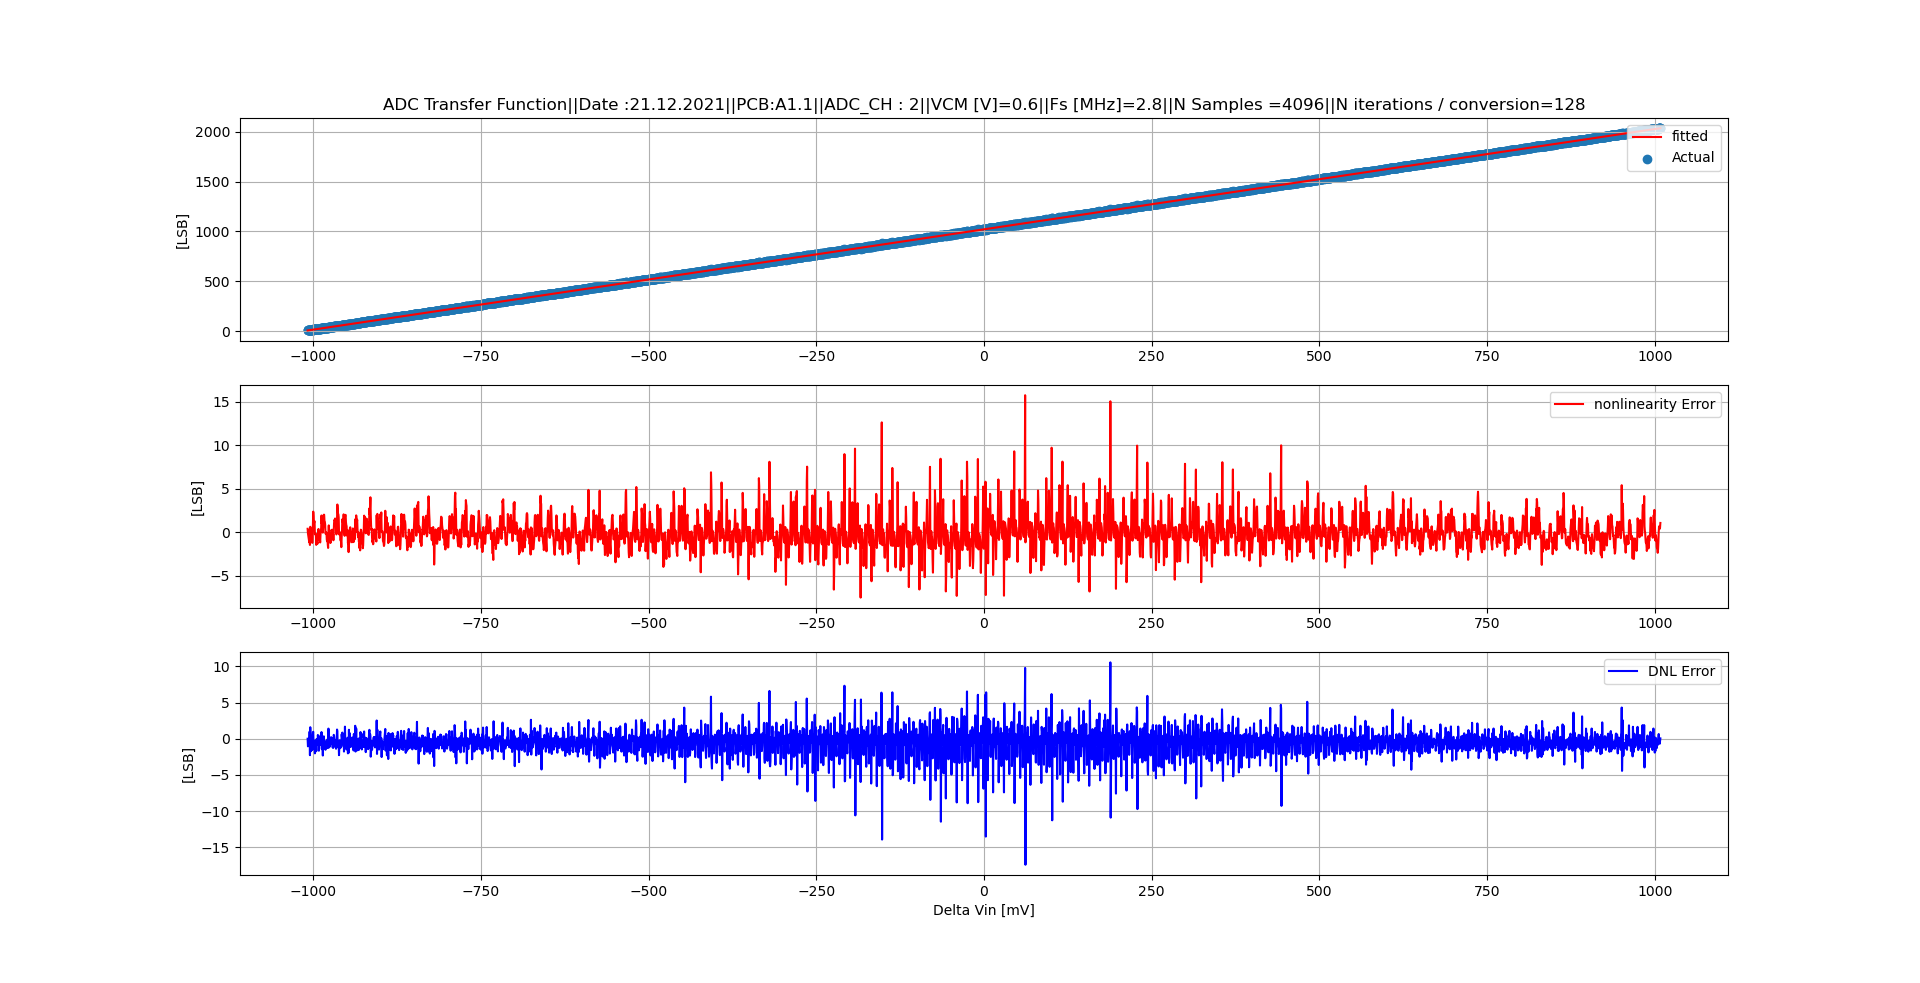 ADC Transfer Function||Date :21.12.2021||PCB:A1.1||ADC_CH : 2||VCM [V]=0.6||Fs [MHz]=2.8||N Samples =4096||N iterations / conversion=128
[LSB]
2000
1500
1000
500
0
fitted
Actual
−1000 −750 −500 −250 0 250 500 750 1000
[LSB]
15
10
5
0
−5
nonlinearity Error
−1000 −750 −500 −250 0 250 500 750 1000
[LSB]
10
5
0
−5
−10
−15
DNL Error
−1000 −750 −500 −250 0 250 500 750 1000
Delta Vin [mV]